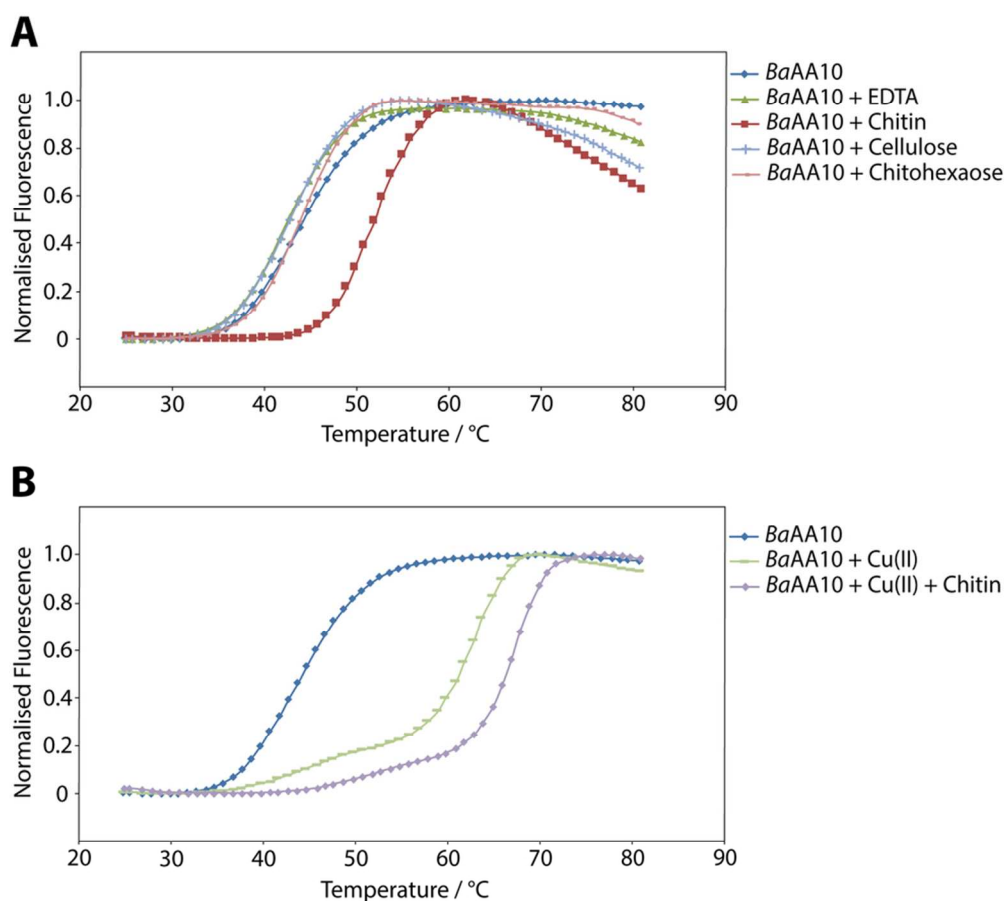 A
Normalised Fluorescence
1.0
0.8
0.6
0.4
0.2
0
20 30 40 50 60 70 80 90
Temperature / °C
BaAA10
BaAA10 + EDTA
BaAA10 + Chitin
BaAA10 + Cellulose
BaAA10 + Chitohexaose
B
Normalised Fluorescence
1.0
0.8
0.6
0.4
0.2
0
20 30 40 50 60 70 80 90
Temperature / °C
BaAA10
BaAA10 + Cu(II)
BaAA10 + Cu(II) + Chitin